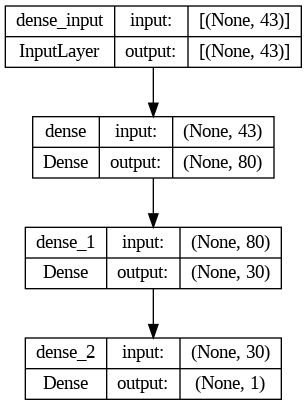 dense_input input: [(None, 43)]
InputLayer output: [(None, 43)]
dense input: (None, 43)
Dense output: (None, 80)
dense_1 input: (None, 80)
Dense output: (None, 30)
dense_2 input: (None, 30)
Dense output: (None, 1)